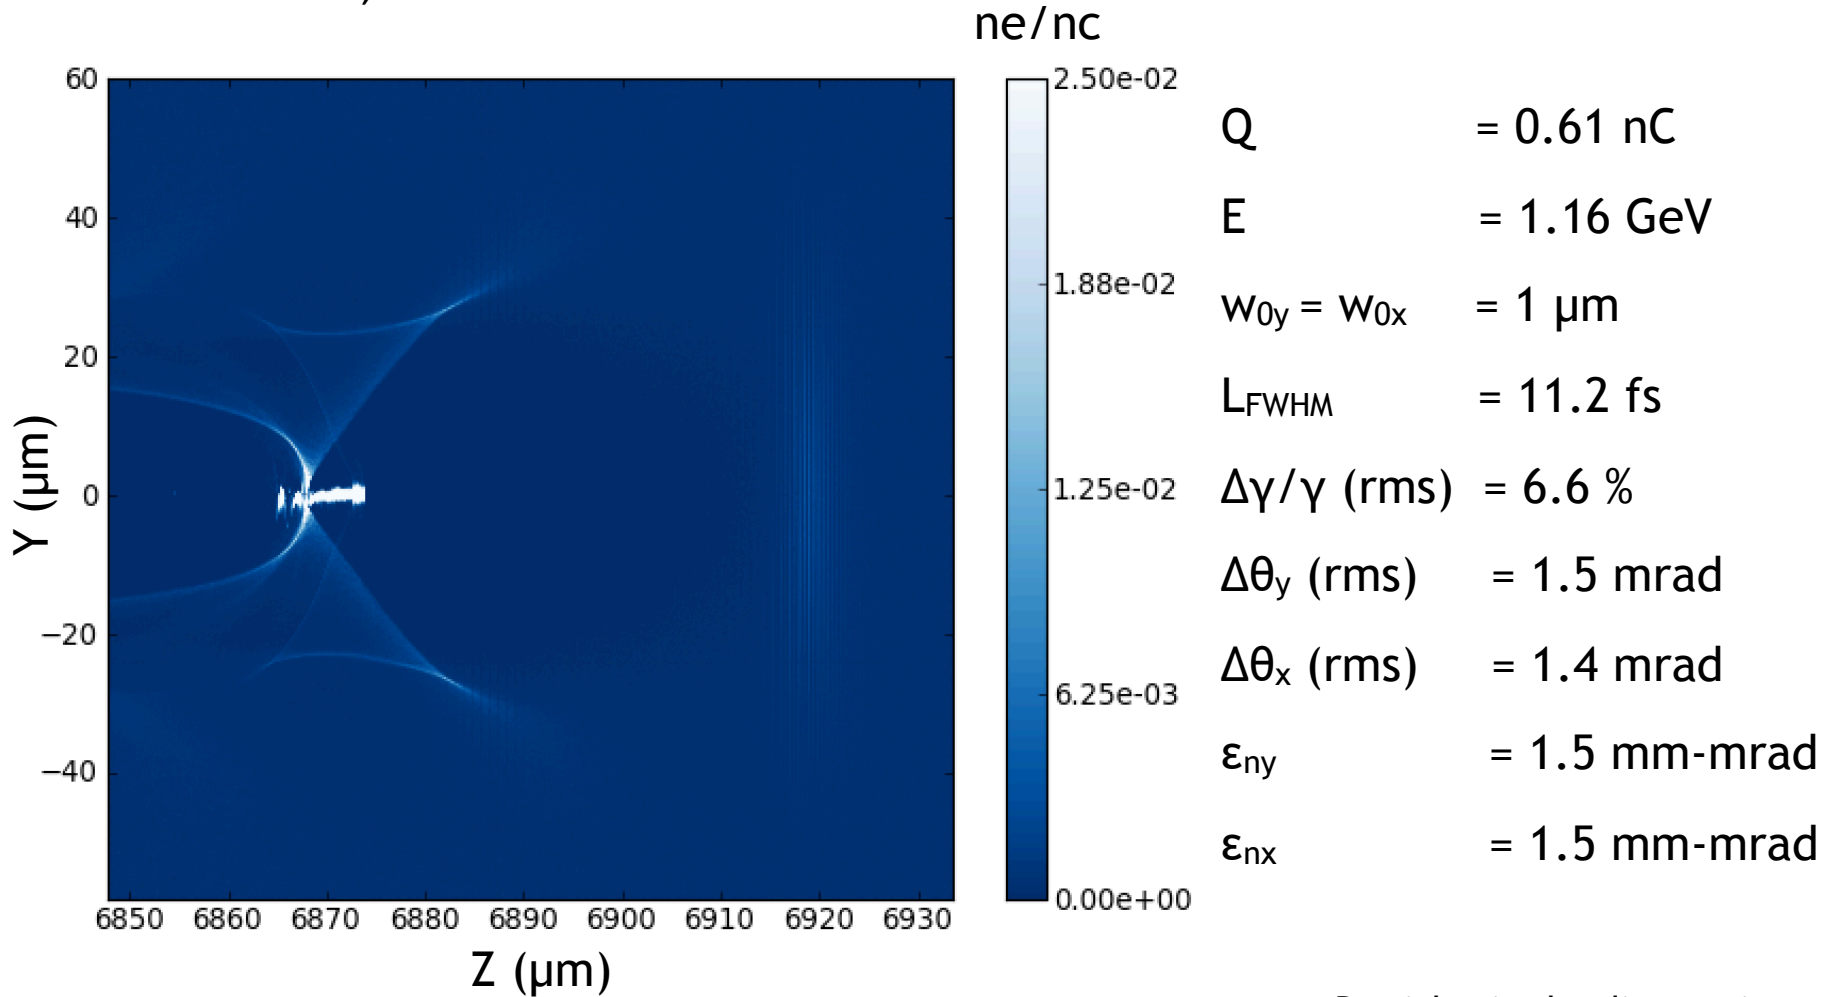 ne/nc
60
40
20
0
−20
−40
Y (µm)
6850 6860 6870 6880 6890 6900 6910 6920 6930
Z (µm)
2.50e-02
1.88e-02
1.25e-02
6.25e-03
0.00e+00
Q = 0.61 nC
E = 1.16 GeV
w0y = w0x = 1 µm
LFWHM = 11.2 fs
Δγ/γ (rms) = 6.6 %
Δθy (rms) = 1.5 mrad
Δθx (rms) = 1.4 mrad
εny = 1.5 mm-mrad
εnx = 1.5 mm-mrad